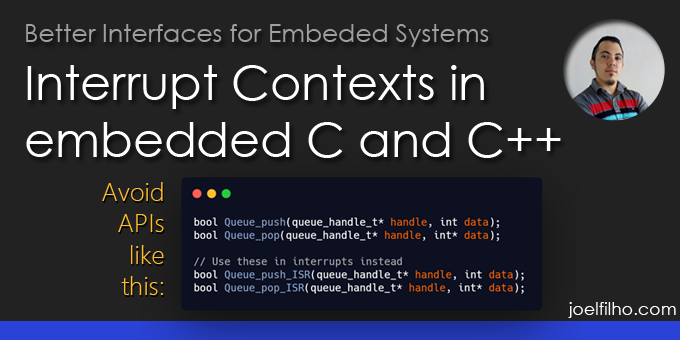 Better Interfaces for Embeded Systems
Interrupt Contexts in
embedded C and C++
Avoid
APIs
like
this:
bool Queue_push(queue_handle_t* handle, int data);
bool Queue_pop(queue_handle_t* handle, int* data);
// Use these in interrupts instead
bool Queue_push_ISR(queue_handle_t* handle, int data);
bool Queue_pop_ISR(queue_handle_t* handle, int* data);
joelfilho.com